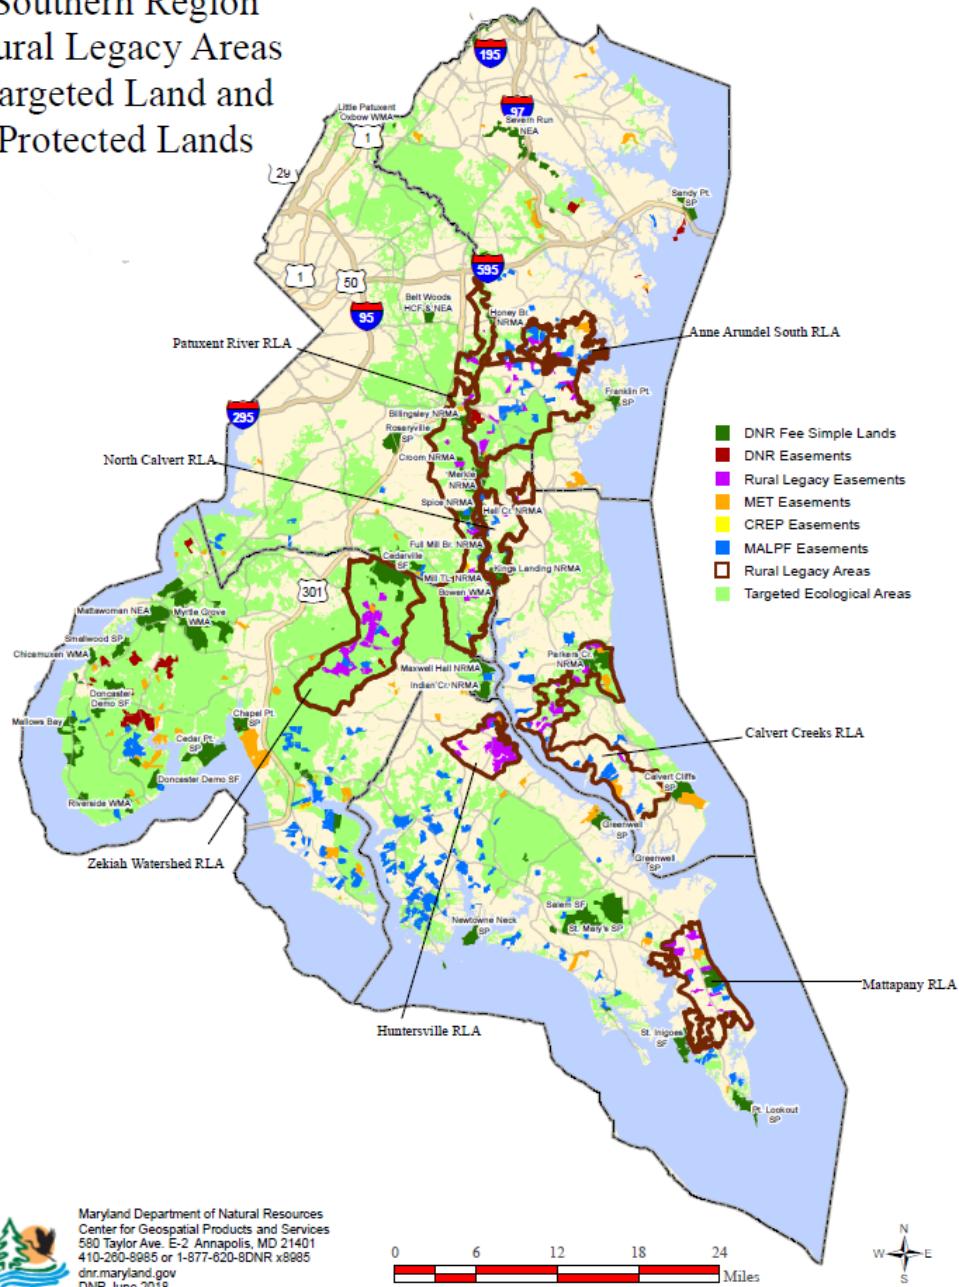 Southern Region
ural Legacy Areas
argeted Land and
Protected Lands
195
97
Severn Run
NEA
Little Patuxent
Oxbow WMA
1
29
Sandy Pt.
SP
595
1
50
95
Belt Woods
HCF & NEA
Honey Br.
NRMA
Anne Arundel South RLA
Patuxent River RLA
Franklin Pt.
SP
295
Billingsley NRMA
Rosaryville
SP
Croom NRMA
North Calvert RLA
Merkle
NRMA
Spice NRMA
Hall Cr. NRMA
DNR Fee Simple Lands
DNR Easements
Rural Legacy Easements
MET Easements
CREP Easements
MALPF Easements
Rural Legacy Areas
Targeted Ecological Areas
Full Mill Br. NRMA
Cedarville
SF
Kings Landing NRMA
Mill T.L. NRMA
Bowen WMA
301
Mattawoman NEA
Myrtle Grove
WMA
Smallwood SP
Chicamuxen WMA
Parkers Cr.
NRMA
Maxwell Hall NRMA
Indian Cr. NRMA
Doncaster
Demo SF
Mallows Bay
Chapel Pt.
SP
Cedar Pt.
SP
Calvert Creeks RLA
Doncaster Demo SF
Calvert Cliffs
SP
Riverside WMA
Greenwell
SP
Greenwell
SP
Zekiah Watershed RLA
Salem SF
St. Mary's SP
Newtowne Neck
SP
Mattapany RLA
Huntersville RLA
St. Inigoes
SF
Pt. Lookout
SP
Maryland Department of Natural Resources
Center for Geospatial Products and Services
580 Taylor Ave. E-2 Annapolis, MD 21401
410-260-8985 or 1-877-620-8DNR x8985
dnr.maryland.gov
DNR June 2018
0 6 12 18 24
Miles
N
W E
S